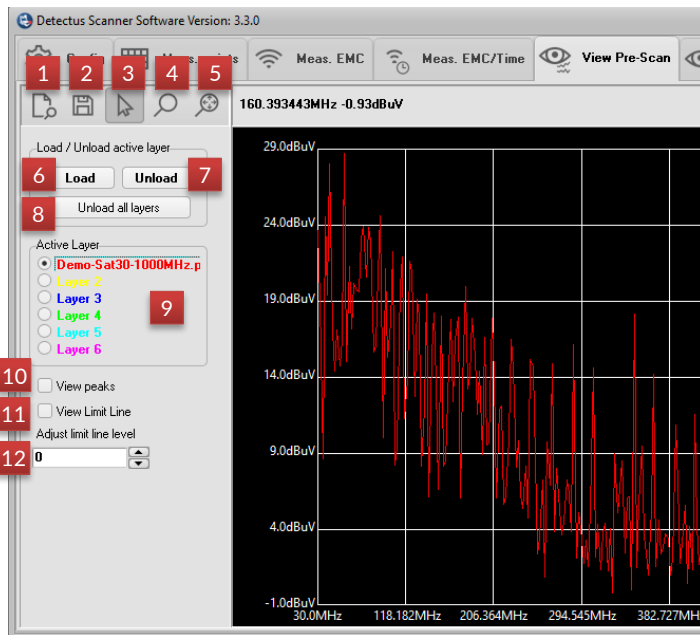 Detectus Scanner Software Version: 3.3.0
Meas. EMC
Meas. EMC/Time
View Pre-Scan
1 2 3 4 5
160.393443MHz -0.93dBuV
Load / Unload active layer
6 Load Unload 7
8 Unload all layers
Active Layer
Demo-Sat30-1000MHz.p
Layer 2
Layer 3
Layer 4
Layer 5
Layer 6
9
10 View peaks
11 View Limit Line
Adjust limit line level
12 0
29.0dBuV
24.0dBuV
19.0dBuV
14.0dBuV
9.0dBuV
4.0dBuV
-1.0dBuV
30.0MHz 118.182MHz 206.364MHz 294.545MHz 382.727MH